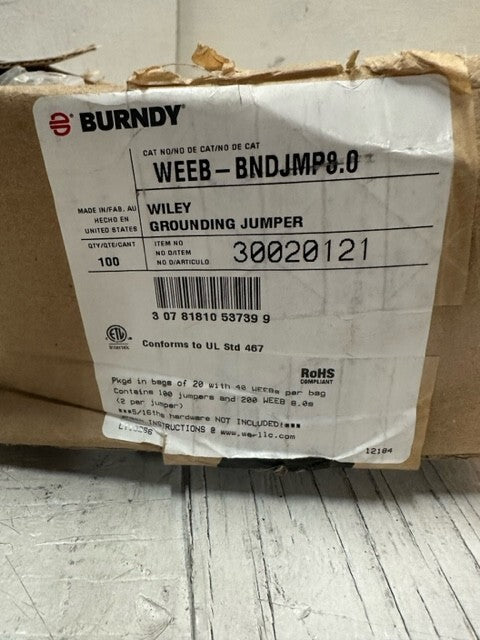 BURNDY
CAT NO/NO DE CAT/NO DE CAT
WEEB-BNDJMP8.0
MADE IN/FAB. AU
HECHO EN
UNITED STATES
WILEY
GROUNDING JUMPER
QTY/QTE/CANT
100
ITEM NO
NO D/ITEM
NO D/ARTICULO
30020121
3 07 81810 53739 9
ETL
Intertek
Conforms to UL Std 467
RoHS
COMPLIANT
Pkgd in bags of 20 with 40 WEEBs per bag
Contains 100 jumpers and 200 WEEB 8.0s
(2 per jumper)
***5/16ths hardware NOT INCLUDED!***
INSTRUCTIONS @ www.we-llc.com
12184